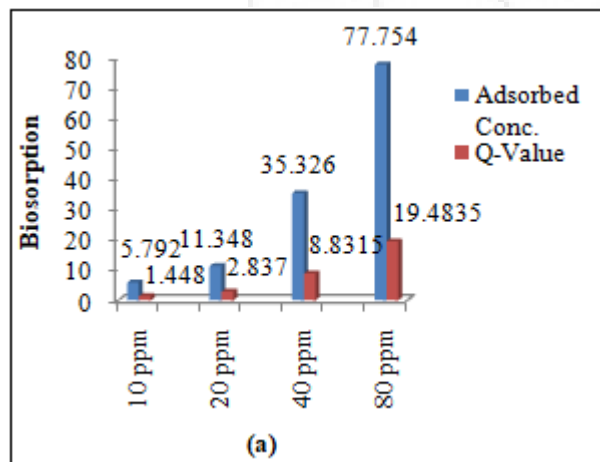 77.754
80
70
60
50
40
30
20
10
0
Biosorption
5.792
1.448
11.348
2.837
35.326
8.8315
19.4835
Adsorbed
Conc.
Q-Value
10 ppm
20 ppm
40 ppm
80 ppm
(a)